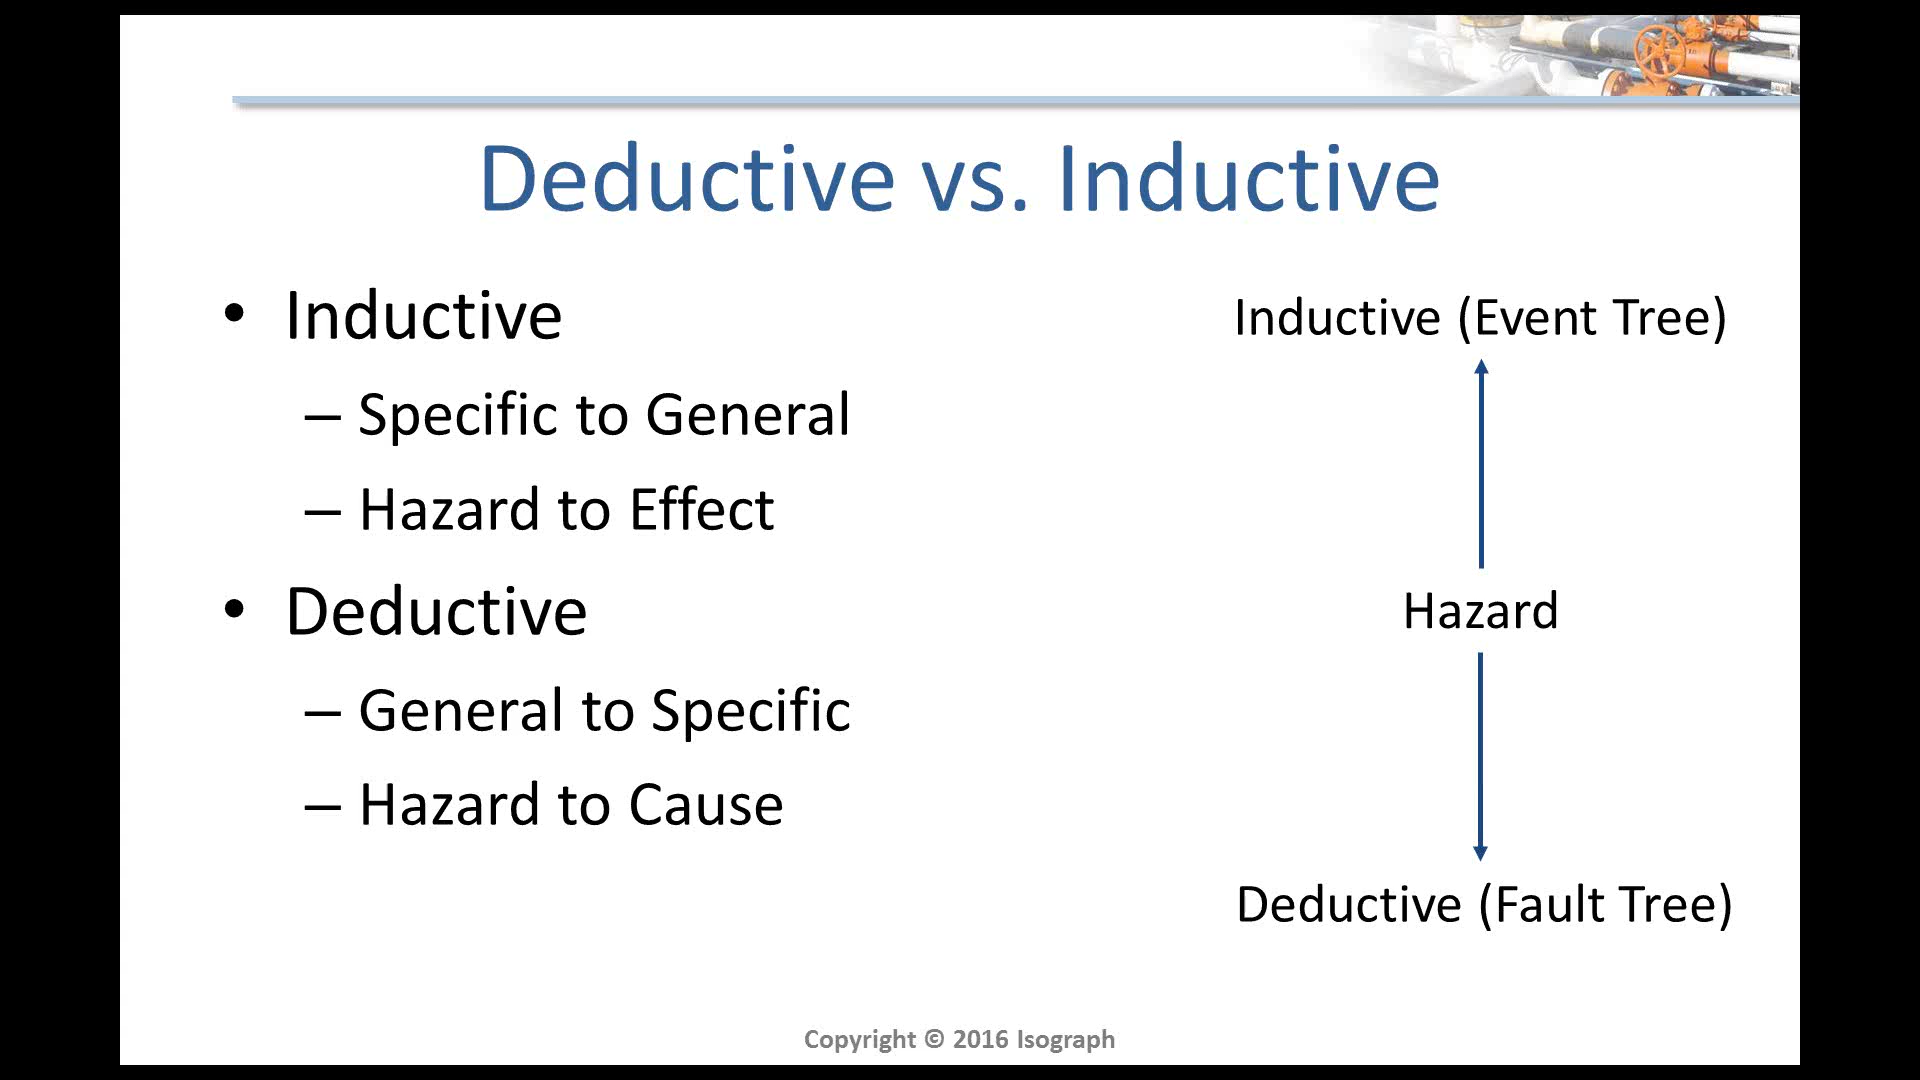 Deductive vs. Inductive
• Inductive
– Specific to General
– Hazard to Effect
• Deductive
– General to Specific
– Hazard to Cause
Inductive (Event Tree)
Hazard
Deductive (Fault Tree)
Copyright © 2016 Isograph